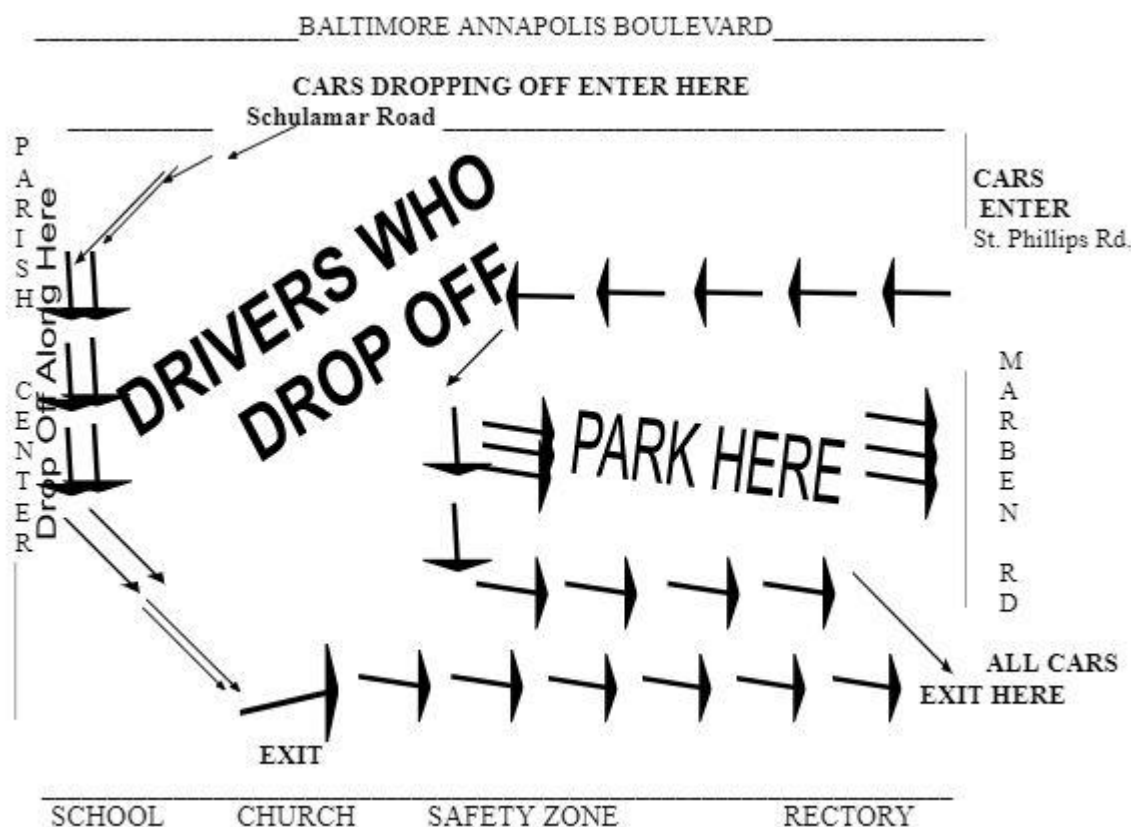 BALTIMORE ANNAPOLIS BOULEVARD
CARS DROPPING OFF ENTER HERE
Schulamar Road
PARISH CENTER
Drop Off Along Here
DRIVERS WHO
DROP OFF
CARS
ENTER
St. Phillips Rd.
PARK HERE
MARBEN RD
ALL CARS
EXIT HERE
EXIT
SCHOOL CHURCH SAFETY ZONE RECTORY